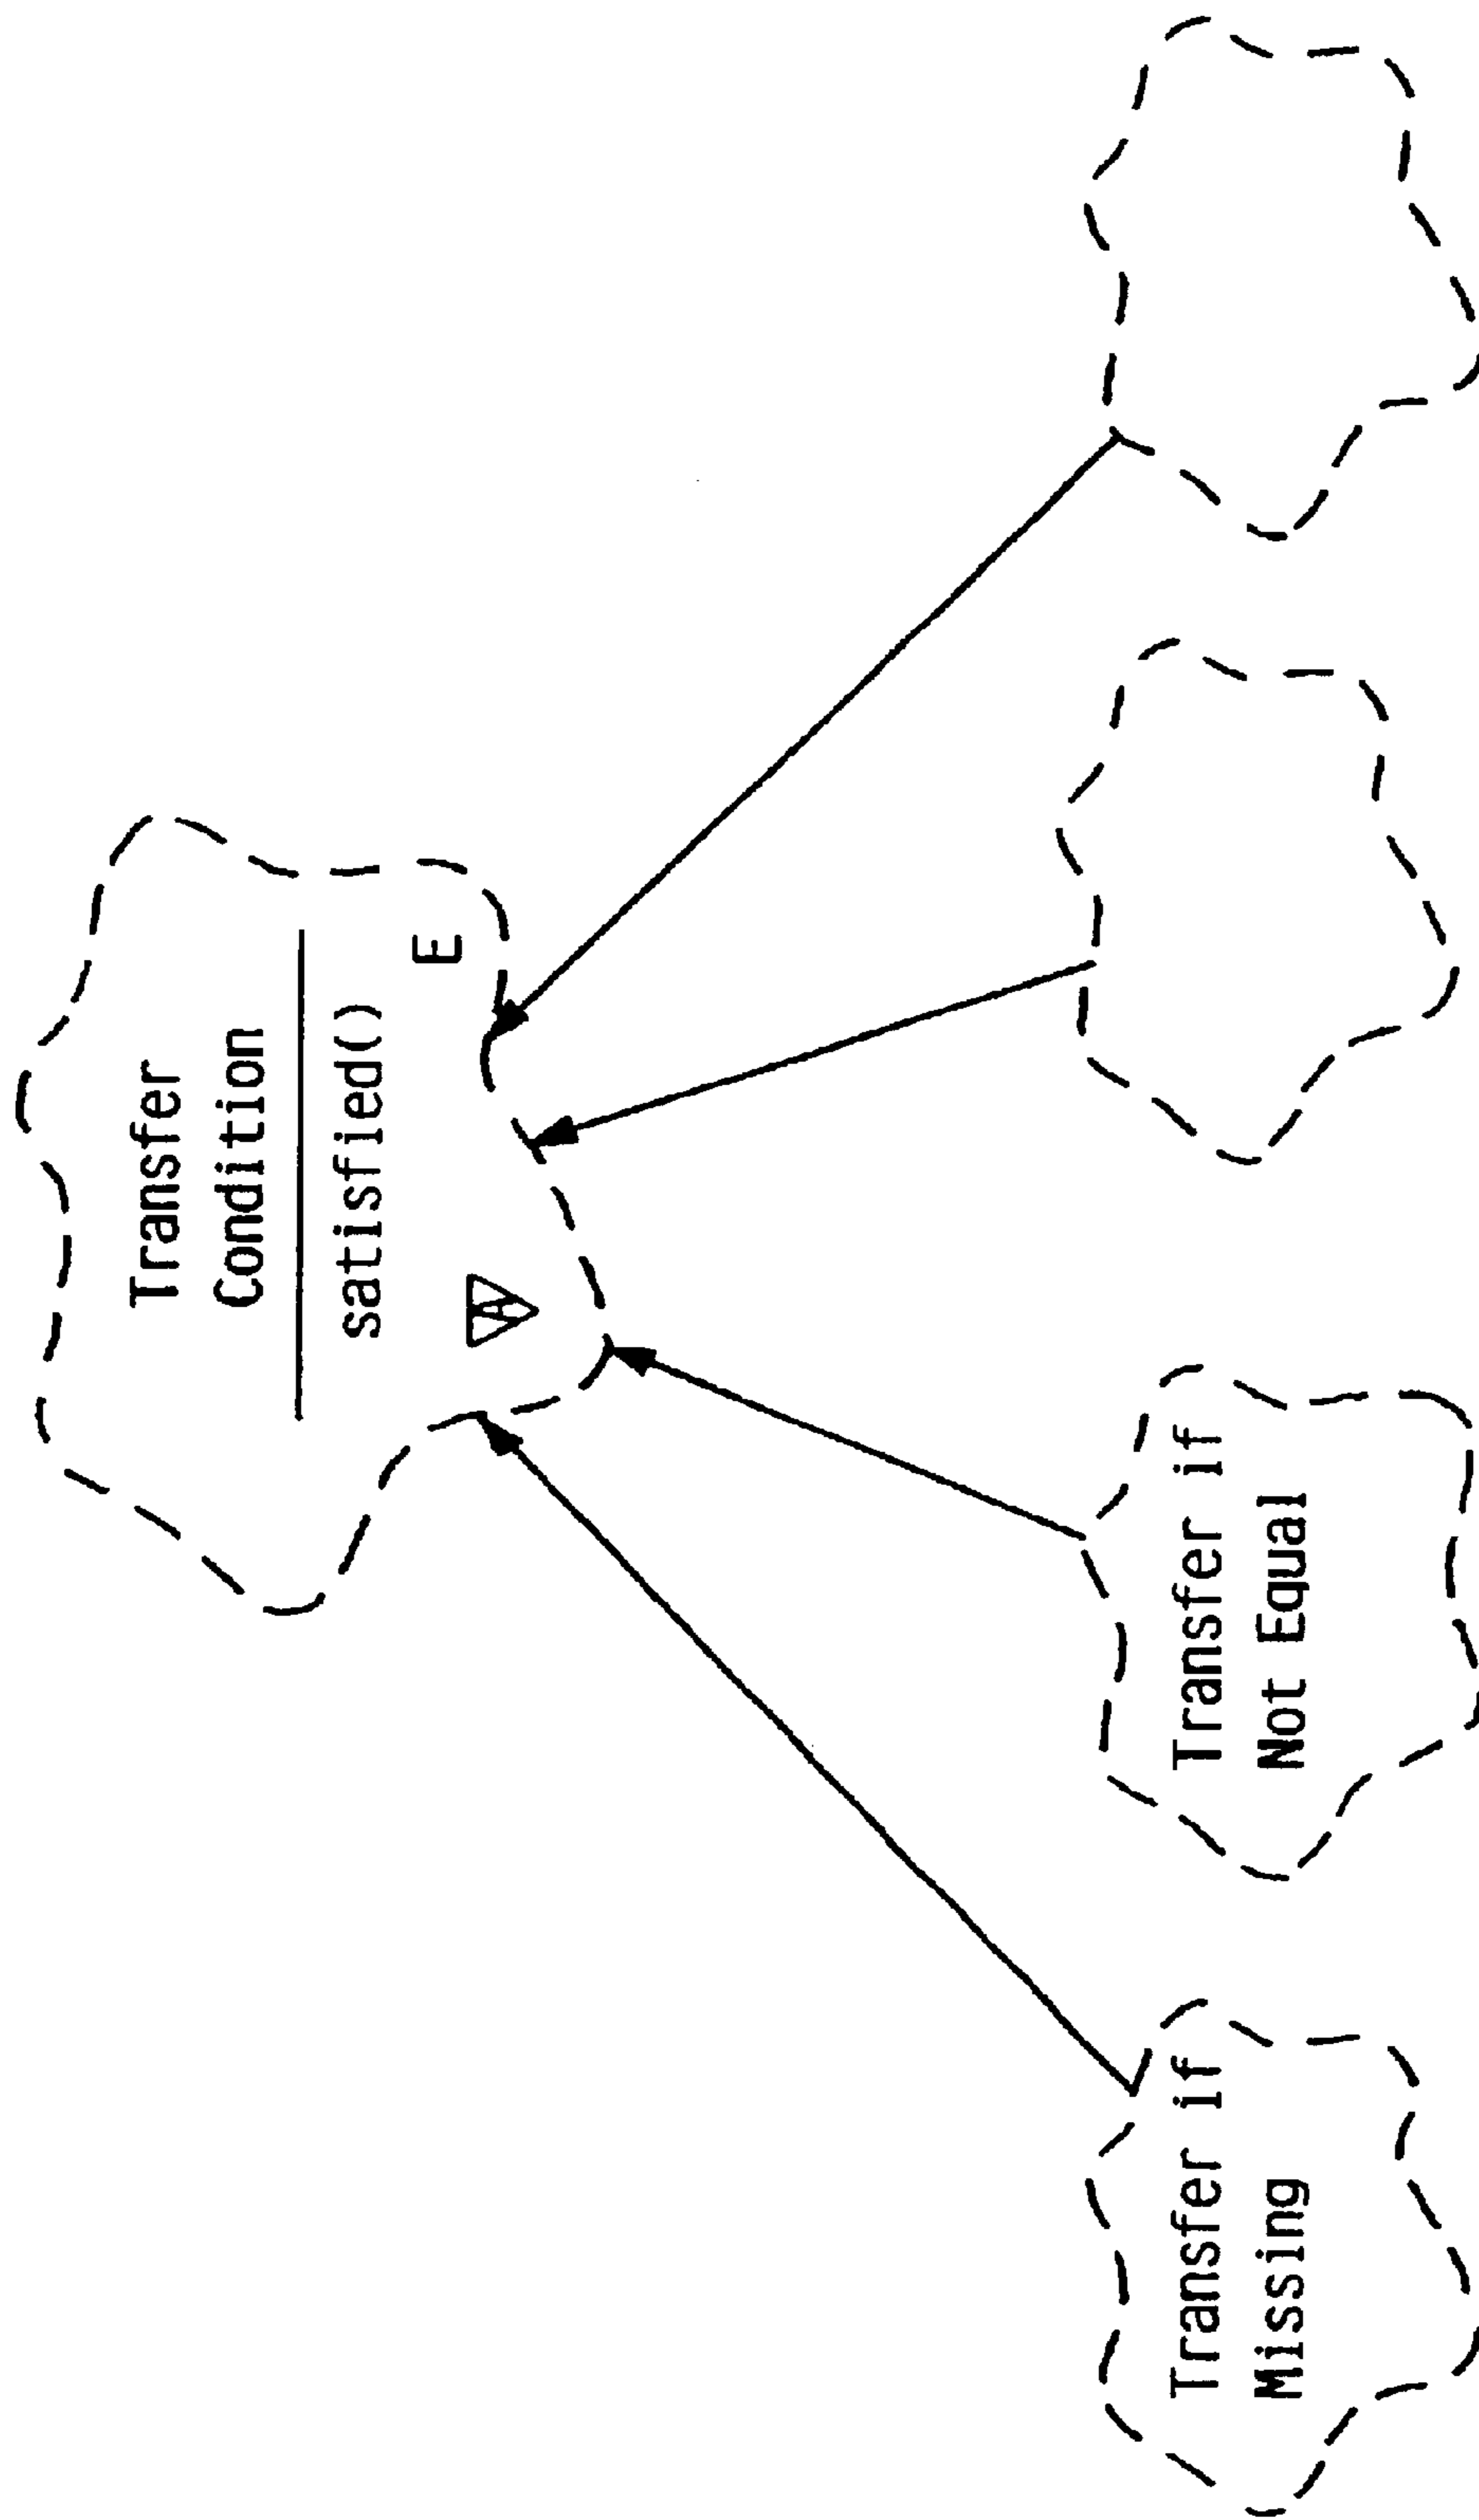 Transfer
Condition
satisfied()
A
E
Transfer if
Missing
Transfer if
Not Equal